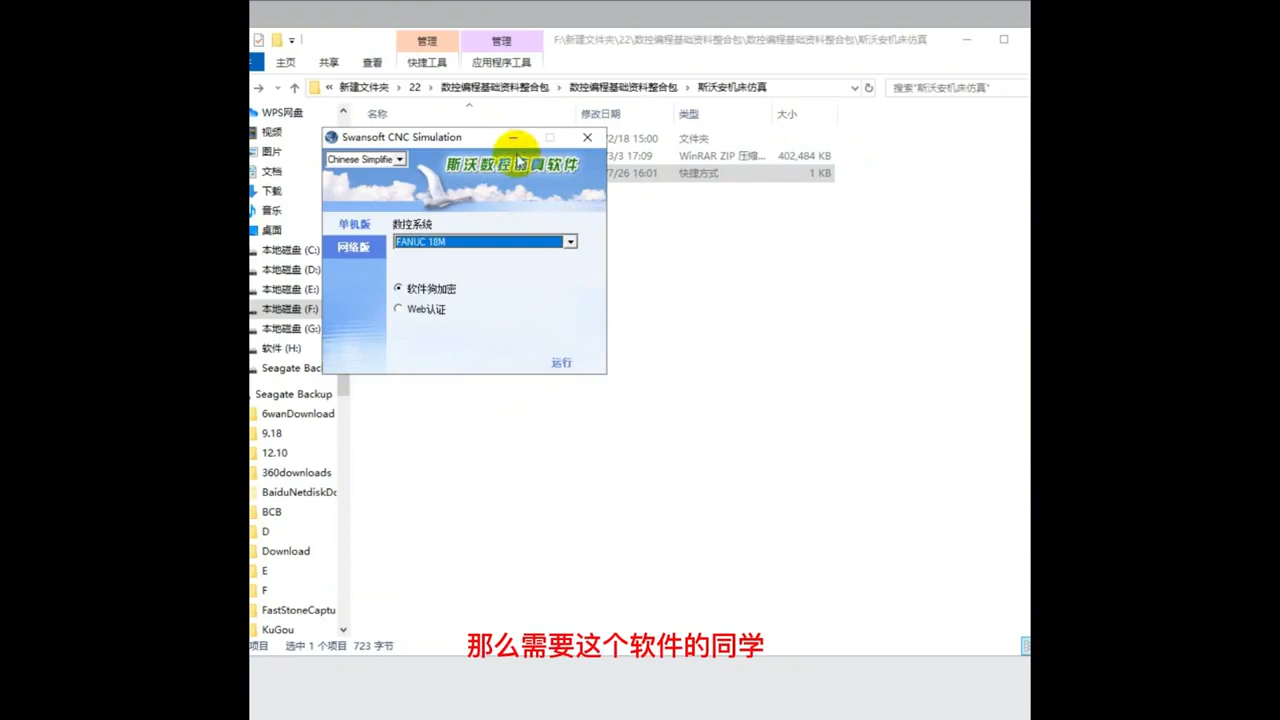 管理
管理
F:\新建文件夹\22\数控编程基础资料整合包\数控编程基础资料整合包\斯沃安机床仿真
主页
共享
查看
快捷工具
应用程序工具
« 新建文件夹 › 22 › 数控编程基础资料整合包 › 数控编程基础资料整合包 › 斯沃安机床仿真
搜索"斯沃安机床仿真"
名称
修改日期
类型
大小
2/18 15:00
文件夹
3/3 17:09
WinRAR ZIP 压缩...
402,484 KB
7/26 16:01
快捷方式
1 KB
WPS网盘
视频
图片
文档
下载
音乐
桌面
本地磁盘 (C:)
本地磁盘 (D:)
本地磁盘 (E:)
本地磁盘 (F:)
本地磁盘 (G:)
软件 (H:)
Seagate Bac
Seagate Backup
6wanDownload
9.18
12.10
360downloads
BaiduNetdiskDo
BCB
D
Download
E
F
FastStoneCaptu
KuGou
Swansoft CNC Simulation
Chinese Simplifie
斯沃数控仿真软件
单机版
网络版
数控系统
FANUC 18M
软件狗加密
Web认证
运行
项目
选中 1 个项目
723 字节
那么需要这个软件的同学